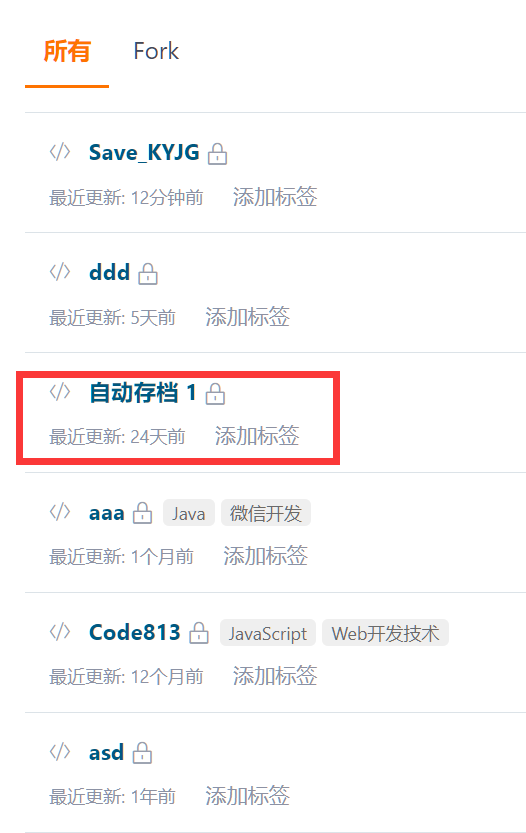 所有 Fork
</> Save_KYJG
最近更新: 12分钟前 添加标签
</> ddd
最近更新: 5天前 添加标签
</> 自动存档 1
最近更新: 24天前 添加标签
</> aaa Java 微信开发
最近更新: 1个月前 添加标签
</> Code813 JavaScript Web开发技术
最近更新: 12个月前 添加标签
</> asd
最近更新: 1年前 添加标签